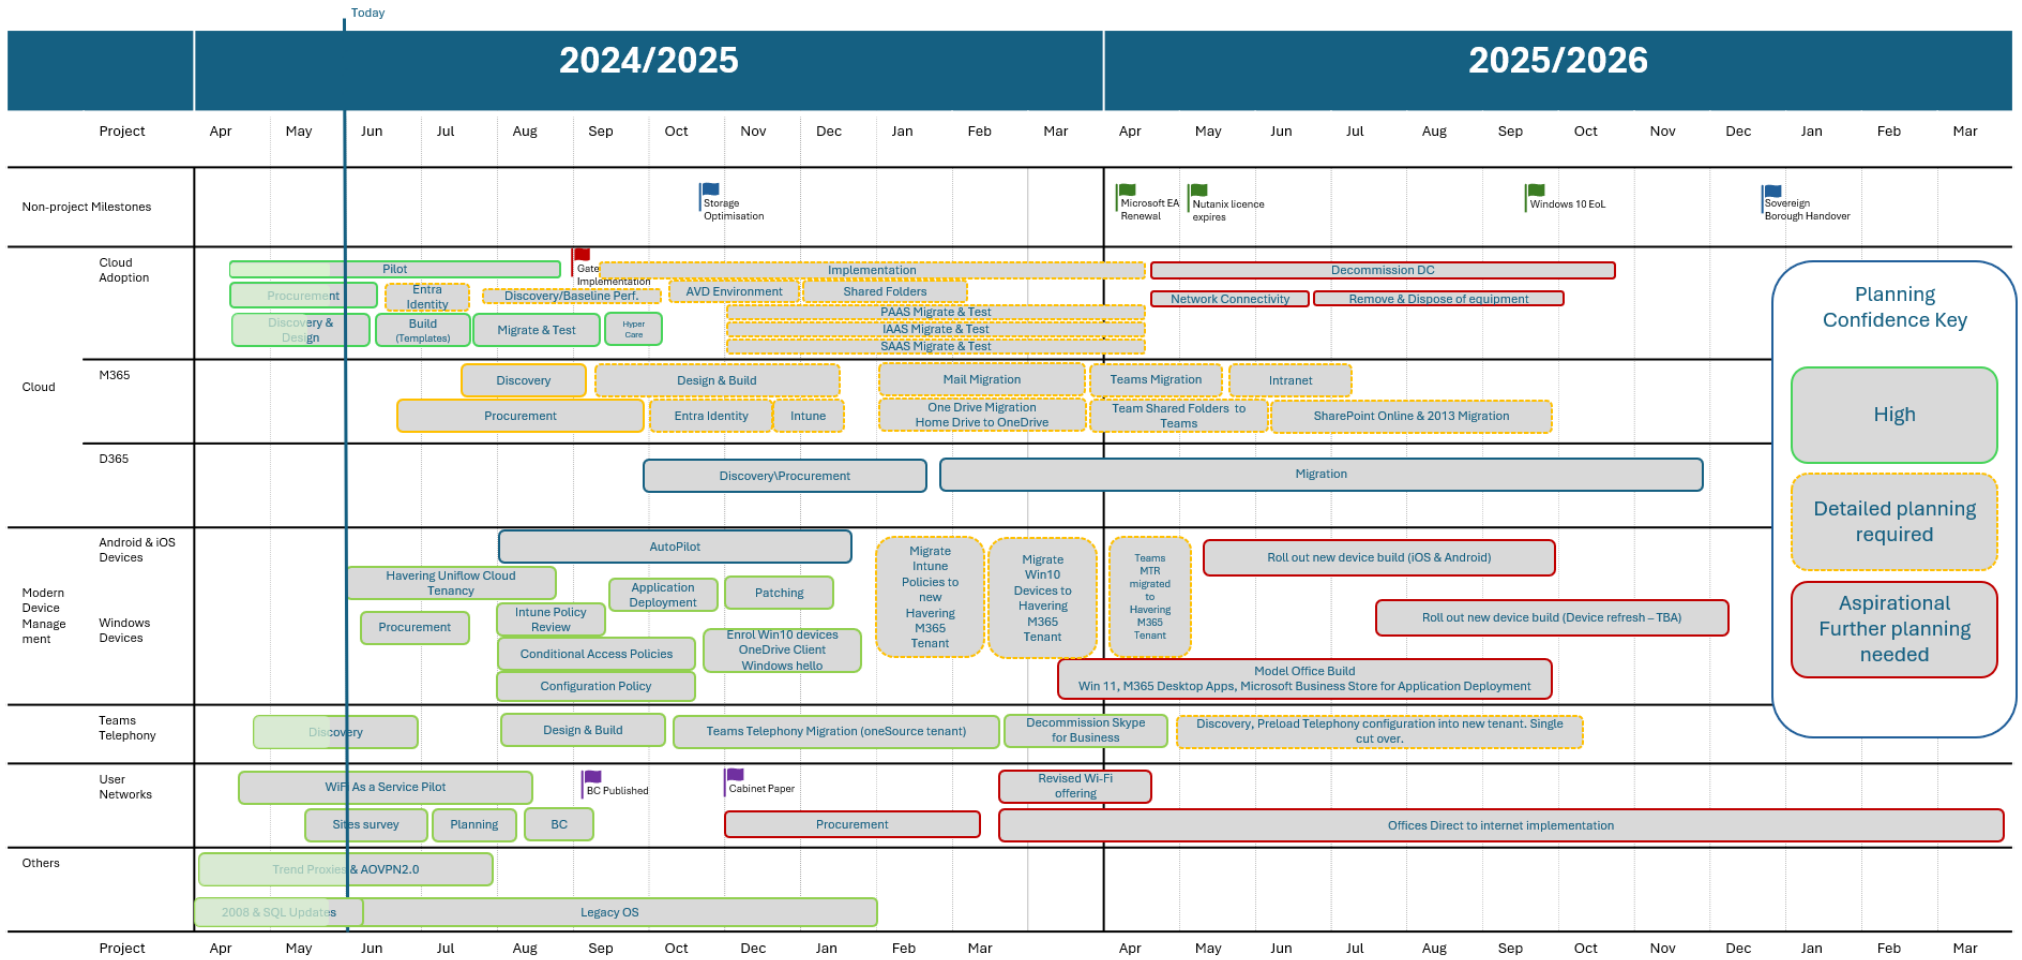 Today
2024/2025
2025/2026
Project
Apr
May
Jun
Jul
Aug
Sep
Oct
Nov
Dec
Jan
Feb
Mar
Apr
May
Jun
Jul
Aug
Sep
Oct
Nov
Dec
Jan
Feb
Mar
Non-project Milestones
Storage
Optimisation
Microsoft EA
Renewal
Nutanix licence
expires
Windows 10 EoL
Sovereign
Borough Handover
Cloud
Cloud
Adoption
Pilot
Gate
Implementation
Implementation
Decommission DC
Procurement
Entra
Identity
Discovery/Baseline Perf.
AVD Environment
Shared Folders
Network Connectivity
Remove & Dispose of equipment
Discovery &
Design
Build
(Templates)
Migrate & Test
Hyper
Care
PAAS Migrate & Test
IAAS Migrate & Test
SAAS Migrate & Test
M365
Discovery
Design & Build
Mail Migration
Teams Migration
Intranet
Procurement
Entra Identity
Intune
One Drive Migration
Home Drive to OneDrive
Team Shared Folders to
Teams
SharePoint Online & 2013 Migration
D365
Discovery\Procurement
Migration
Modern
Device
Manage
ment
Android & iOS
Devices
AutoPilot
Migrate
Intune
Policies to
new
Havering
M365
Tenant
Migrate
Win10
Devices to
Havering
M365
Tenant
Teams
MTR
migrated
to
Havering
M365
Tenant
Roll out new device build (iOS & Android)
Havering Uniflow Cloud
Tenancy
Application
Deployment
Patching
Windows
Devices
Procurement
Intune Policy
Review
Roll out new device build (Device refresh – TBA)
Conditional Access Policies
Enrol Win10 devices
OneDrive Client
Windows hello
Configuration Policy
Model Office Build
Win 11, M365 Desktop Apps, Microsoft Business Store for Application Deployment
Teams
Telephony
Discovery
Design & Build
Teams Telephony Migration (oneSource tenant)
Decommission Skype
for Business
Discovery, Preload Telephony configuration into new tenant. Single
cut over.
User
Networks
WiFi As a Service Pilot
BC Published
Cabinet Paper
Revised Wi-Fi
offering
Sites survey
Planning
BC
Procurement
Offices Direct to internet implementation
Others
Trend Proxies & AOVPN2.0
2008 & SQL Updates
Legacy OS
Planning
Confidence Key
High
Detailed planning
required
Aspirational
Further planning
needed
Project
Apr
May
Jun
Jul
Aug
Sep
Oct
Dec
Jan
Feb
Mar
Apr
May
Jun
Jul
Aug
Sep
Oct
Nov
Dec
Jan
Feb
Mar